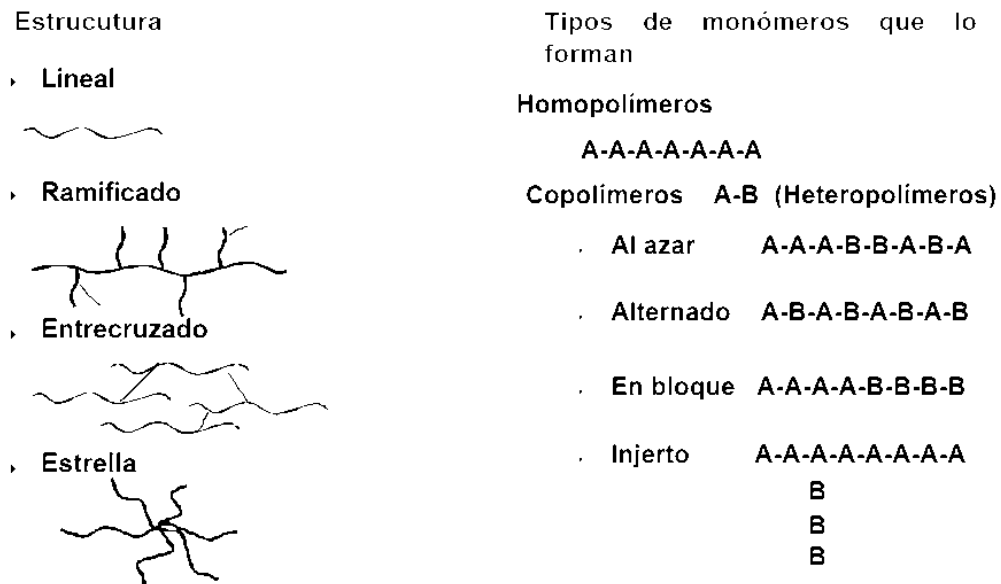 Estrucutura
Lineal
Ramificado
Entrecruzado
Estrella
Tipos de monómeros que lo
forman
Homopolímeros
A-A-A-A-A-A-A
Copolímeros A-B (Heteropolímeros)
Al azar A-A-A-B-B-A-B-A
Alternado A-B-A-B-A-B-A-B
En bloque A-A-A-A-B-B-B-B
Injerto A-A-A-A-A-A-A-A
B
B
B